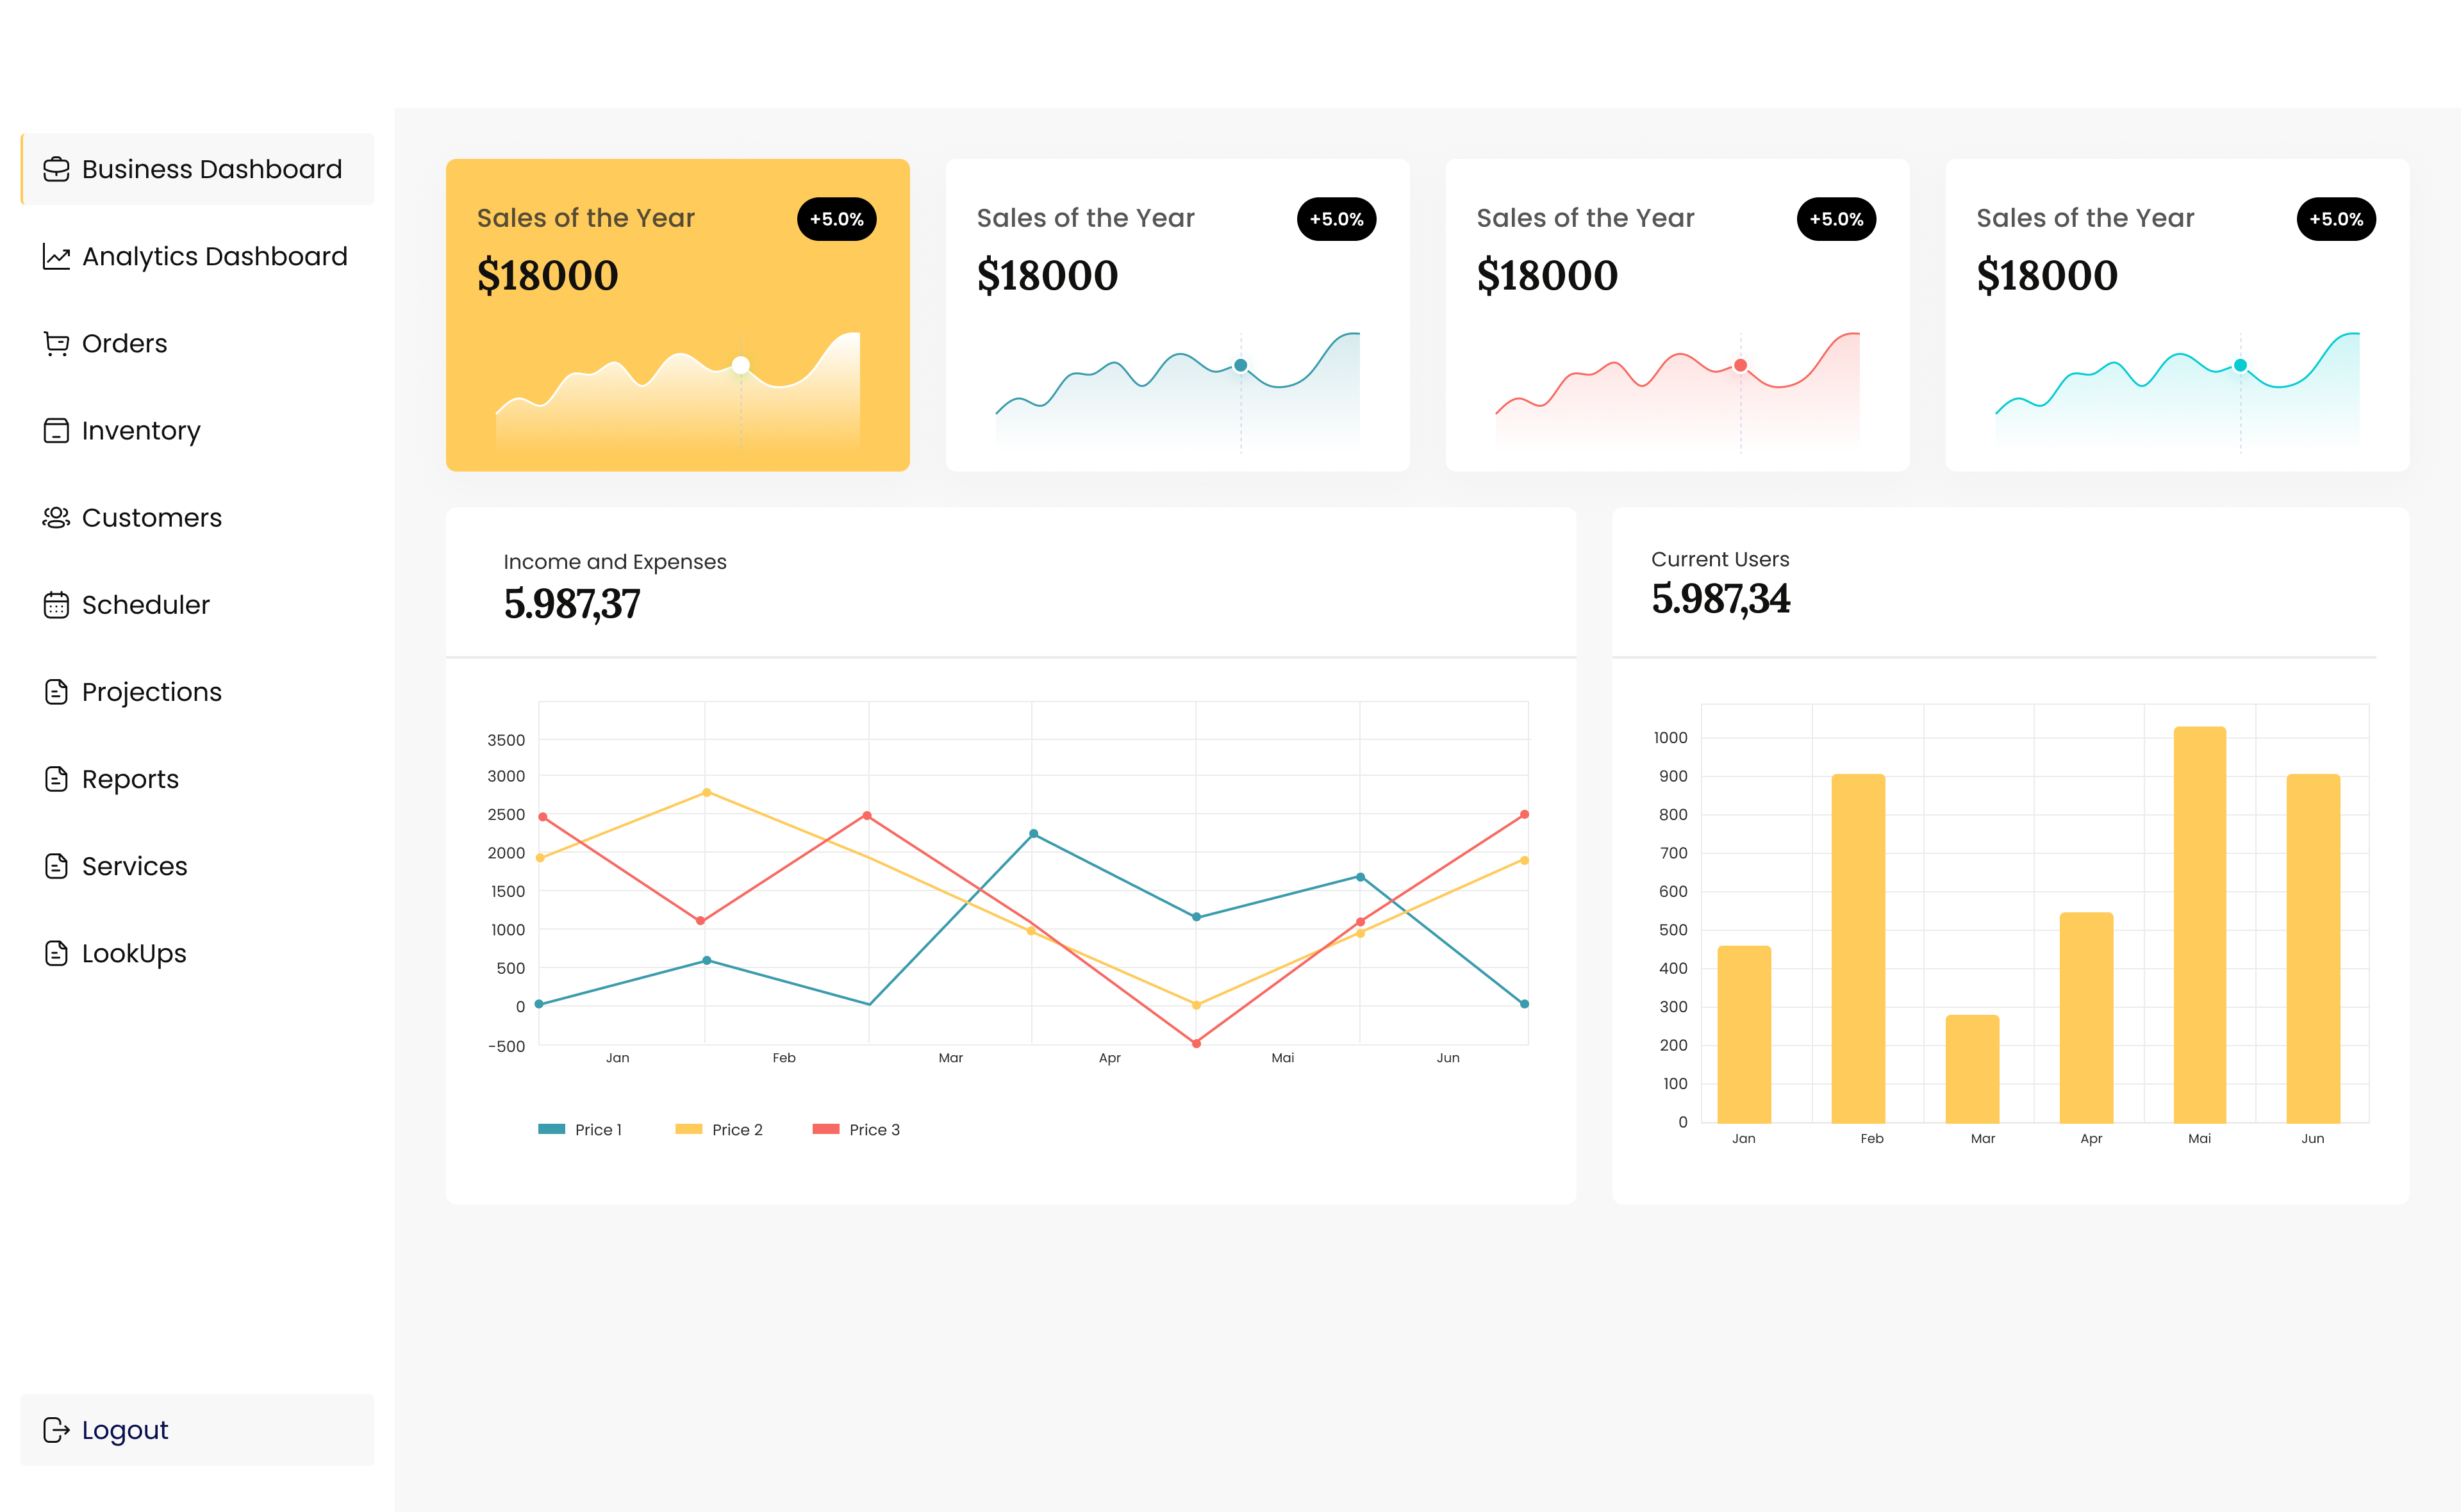 Business Dashboard
Analytics Dashboard
Orders
Inventory
Customers
Scheduler
Projections
Reports
Services
LookUps
Logout
Sales of the Year
+5.0%
$18000
Sales of the Year
+5.0%
$18000
Sales of the Year
+5.0%
$18000
Sales of the Year
+5.0%
$18000
Income and Expenses
5.987,37
3500
3000
2500
2000
1500
1000
500
0
-500
Jan Feb Mar Apr Mai Jun
Price 1 Price 2 Price 3
Current Users
5.987,34
1000
900
800
700
600
500
400
300
200
100
0
Jan Feb Mar Apr Mai Jun